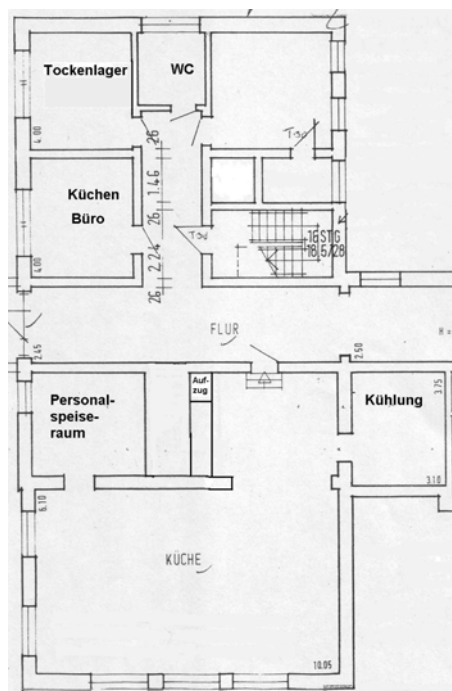 Tockenlager
WC
T30
4.00
26
1.46
Küchen
Büro
26
T30
16 STG
18,5/28
4.00
2.24
26
FLUR
2.45
2.50
Auf-
zug
Personal-
speise-
raum
Kühlung
3.75
3.10
6.10
KÜCHE
10.05